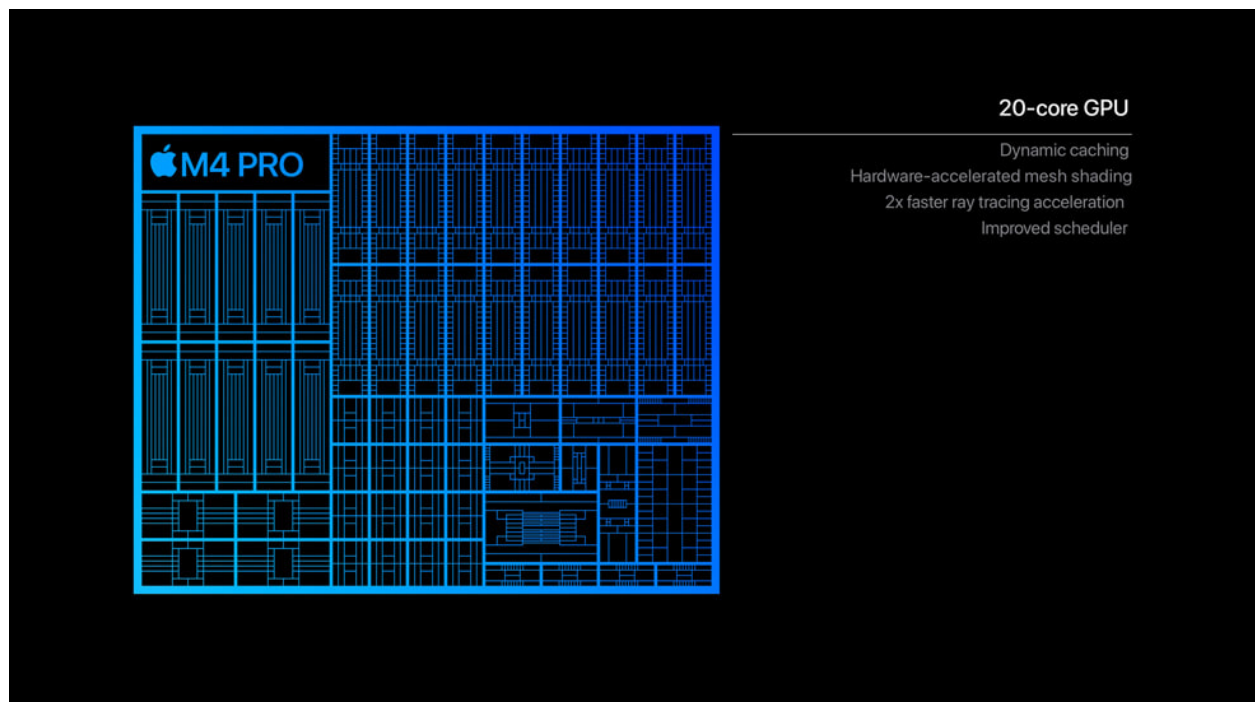 M4 PRO
20-core GPU
Dynamic caching
Hardware-accelerated mesh shading
2x faster ray tracing acceleration
Improved scheduler